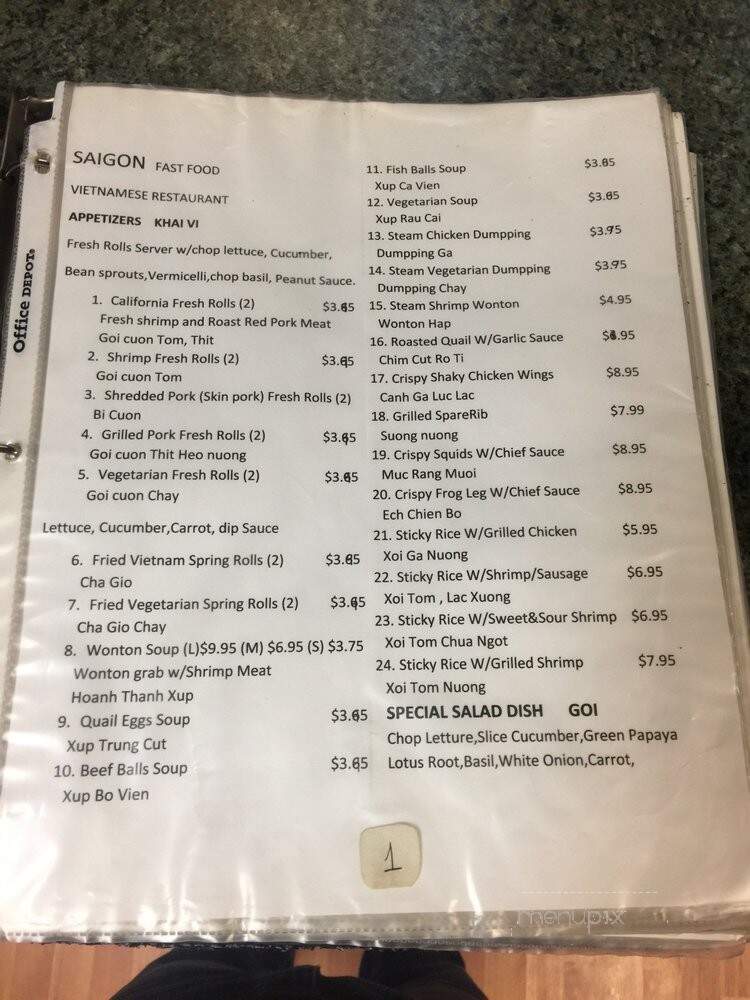 SAIGON FAST FOOD
VIETNAMESE RESTAURANT
APPETIZERS KHAI VI
Fresh Rolls Server w/chop lettuce, Cucumber,
Bean sprouts,Vermicelli,chop basil, Peanut Sauce.
1. California Fresh Rolls (2) $3.65
Fresh shrimp and Roast Red Pork Meat
Goi cuon Tom, Thit
2. Shrimp Fresh Rolls (2) $3.65
Goi cuon Tom
3. Shredded Pork (Skin pork) Fresh Rolls (2)
Bi Cuon
4. Grilled Pork Fresh Rolls (2) $3.65
Goi cuon Thit Heo nuong
5. Vegetarian Fresh Rolls (2) $3.65
Goi cuon Chay
Lettuce, Cucumber,Carrot, dip Sauce
6. Fried Vietnam Spring Rolls (2) $3.65
Cha Gio
7. Fried Vegetarian Spring Rolls (2) $3.65
Cha Gio Chay
8. Wonton Soup (L)$9.95 (M) $6.95 (S) $3.75
Wonton grab w/Shrimp Meat
Hoanh Thanh Xup
9. Quail Eggs Soup $3.65
Xup Trung Cut
10. Beef Balls Soup $3.65
Xup Bo Vien
11. Fish Balls Soup $3.65
Xup Ca Vien
12. Vegetarian Soup $3.65
Xup Rau Cai
13. Steam Chicken Dumpping
Dumpping Ga
14. Steam Vegetarian Dumpping
Dumpping Chay
15. Steam Shrimp Wonton $4.95
Wonton Hap
16. Roasted Quail W/Garlic Sauce
Chim Cut Ro Ti
17. Crispy Shaky Chicken Wings $8.95
Canh Ga Luc Lac
18. Grilled SpareRib $7.99
Suong nuong
19. Crispy Squids W/Chief Sauce $8.95
Muc Rang Muoi
20. Crispy Frog Leg W/Chief Sauce $8.95
Ech Chien Bo
21. Sticky Rice W/Grilled Chicken $5.95
Xoi Ga Nuong
22. Sticky Rice W/Shrimp/Sausage $6.95
Xoi Tom , Lac Xuong
23. Sticky Rice W/Sweet&Sour Shrimp $6.95
Xoi Tom Chua Ngot
24. Sticky Rice W/Grilled Shrimp $7.95
Xoi Tom Nuong
SPECIAL SALAD DISH GOI
Chop Letture,Slice Cucumber,Green Papaya
Lotus Root,Basil,White Onion,Carrot,
1
Office DEPOT
menupix